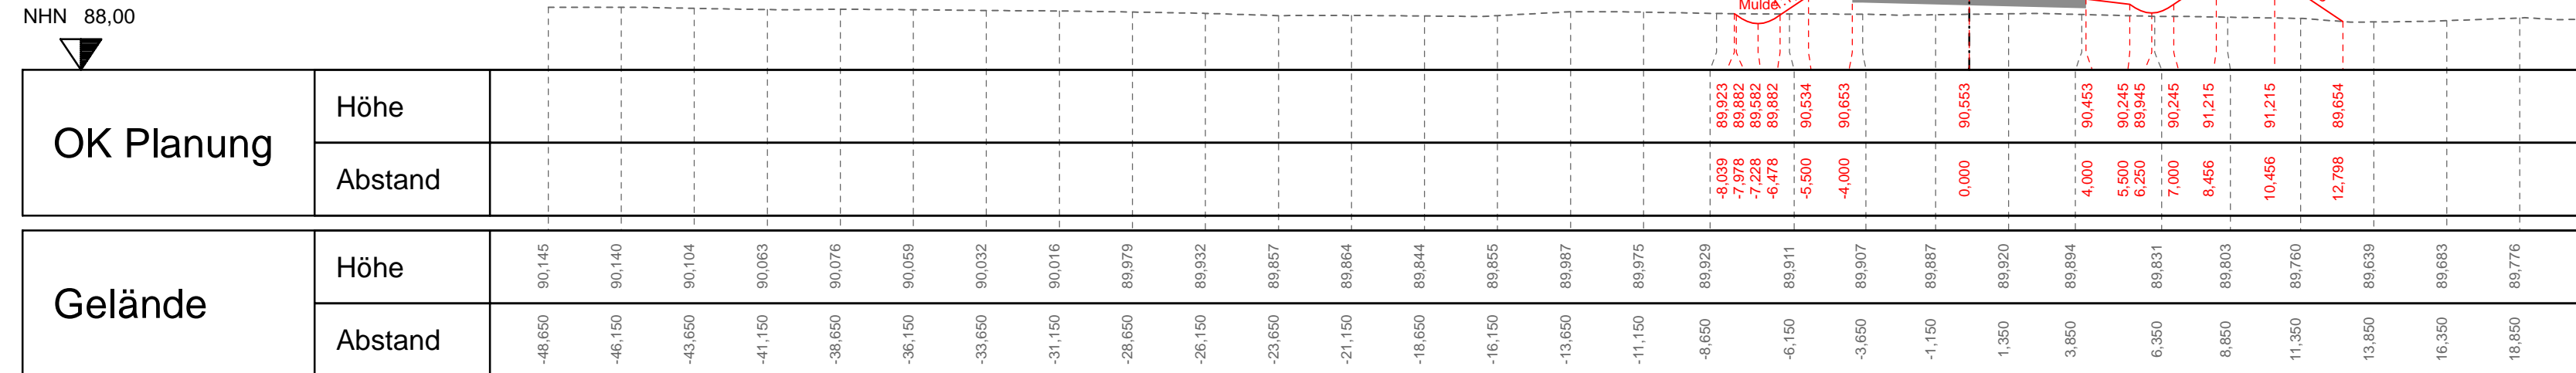 NHN 88,00
Mulde
OK Planung
Höhe
89,923 89,882 89,582 89,882 90,534 90,653 90,553 90,453 90,245 89,945 90,245 91,215 91,215 89,654
Abstand
-8,039 -7,978 -7,228 -6,478 -5,500 -4,000 0,000 4,000 5,500 6,250 7,000 8,456 10,456 12,798
Gelände
Höhe
90,145 90,140 90,104 90,063 90,076 90,059 90,032 90,016 89,979 89,932 89,857 89,864 89,844 89,855 89,987 89,975 89,929 89,911 89,907 89,887 89,920 89,894 89,831 89,803 89,760 89,639 89,683 89,776
Abstand
-48,650 -46,150 -43,650 -41,150 -38,650 -36,150 -33,650 -31,150 -28,650 -26,150 -23,650 -21,150 -18,650 -16,150 -13,650 -11,150 -8,650 -6,150 -3,650 -1,150 1,350 3,850 6,350 8,850 11,350 13,850 16,350 18,850